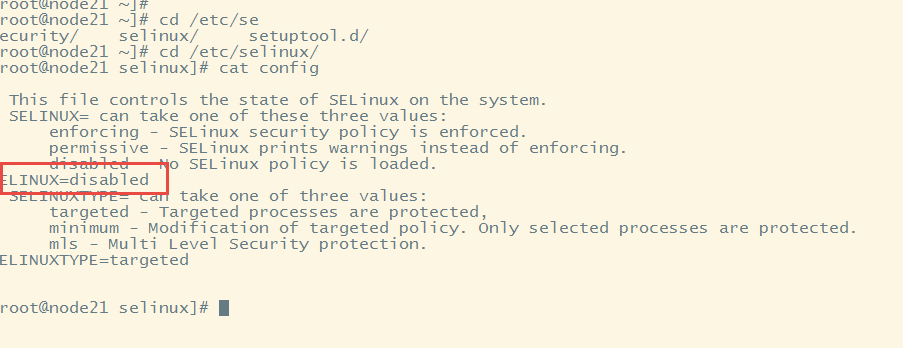 root@node21 ~]#
root@node21 ~]# cd /etc/se
ecurity/ selinux/ setuptool.d/
root@node21 ~]# cd /etc/selinux/
root@node21 selinux]# cat config
This file controls the state of SELinux on the system.
SELINUX= can take one of these three values:
enforcing - SELinux security policy is enforced.
permissive - SELinux prints warnings instead of enforcing.
disabled - No SELinux policy is loaded.
ELINUX=disabled
SELINUXTYPE= can take one of three values:
targeted - Targeted processes are protected,
minimum - Modification of targeted policy. Only selected processes are protected.
mls - Multi Level Security protection.
ELINUXTYPE=targeted
root@node21 selinux]#